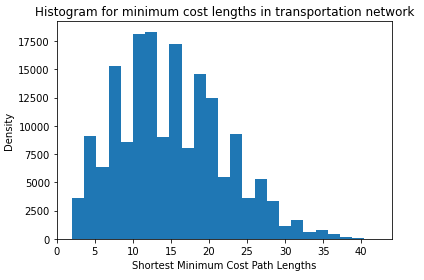 Histogram for minimum cost lengths in transportation network
17500
15000
12500
10000
7500
5000
2500
0
Density
0 5 10 15 20 25 30 35 40
Shortest Minimum Cost Path Lengths